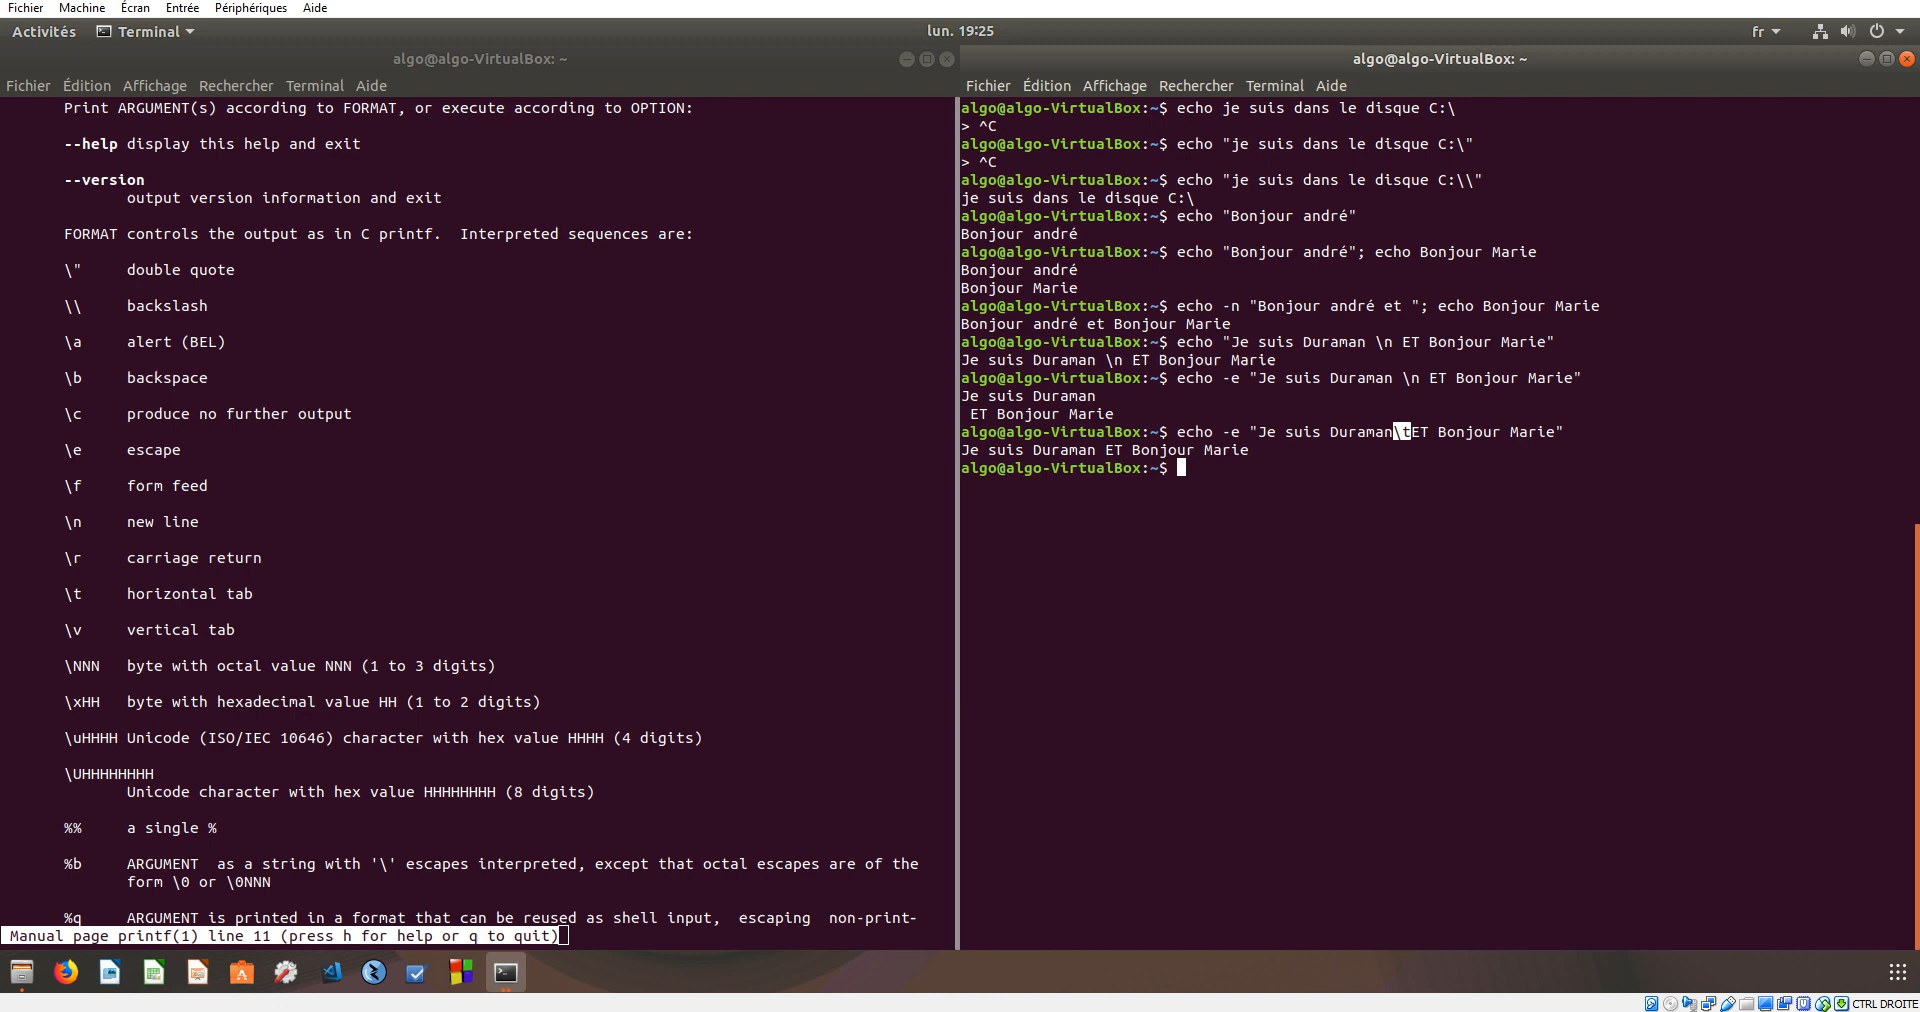 Fichier Machine Écran Entrée Périphériques Aide
Activités Terminal lun. 19:25 fr
algo@algo-VirtualBox: ~
Fichier Édition Affichage Rechercher Terminal Aide
Print ARGUMENT(s) according to FORMAT, or execute according to OPTION:
--help display this help and exit
--version
output version information and exit
FORMAT controls the output as in C printf.  Interpreted sequences are:
\" double quote
\\ backslash
\a alert (BEL)
\b backspace
\c produce no further output
\e escape
\f form feed
\n new line
\r carriage return
\t horizontal tab
\v vertical tab
\NNN byte with octal value NNN (1 to 3 digits)
\xHH byte with hexadecimal value HH (1 to 2 digits)
\uHHHH Unicode (ISO/IEC 10646) character with hex value HHHH (4 digits)
\UHHHHHHHH
Unicode character with hex value HHHHHHHH (8 digits)
%% a single %
%b ARGUMENT  as a string with '\' escapes interpreted, except that octal escapes are of the
form \0 or \0NNN
%q ARGUMENT is printed in a format that can be reused as shell input,  escaping  non-print-
Manual page printf(1) line 11 (press h for help or q to quit)
algo@algo-VirtualBox: ~
Fichier Édition Affichage Rechercher Terminal Aide
algo@algo-VirtualBox:~$ echo je suis dans le disque C:\
> ^C
algo@algo-VirtualBox:~$ echo "je suis dans le disque C:\"
> ^C
algo@algo-VirtualBox:~$ echo "je suis dans le disque C:\\"
je suis dans le disque C:\
algo@algo-VirtualBox:~$ echo "Bonjour andré"
Bonjour andré
algo@algo-VirtualBox:~$ echo "Bonjour andré"; echo Bonjour Marie
Bonjour andré
Bonjour Marie
algo@algo-VirtualBox:~$ echo -n "Bonjour andré et "; echo Bonjour Marie
Bonjour andré et Bonjour Marie
algo@algo-VirtualBox:~$ echo "Je suis Duraman \n ET Bonjour Marie"
Je suis Duraman \n ET Bonjour Marie
algo@algo-VirtualBox:~$ echo -e "Je suis Duraman \n ET Bonjour Marie"
Je suis Duraman
ET Bonjour Marie
algo@algo-VirtualBox:~$ echo -e "Je suis Duraman\tET Bonjour Marie"
Je suis Duraman ET Bonjour Marie
algo@algo-VirtualBox:~$
CTRL DROITE